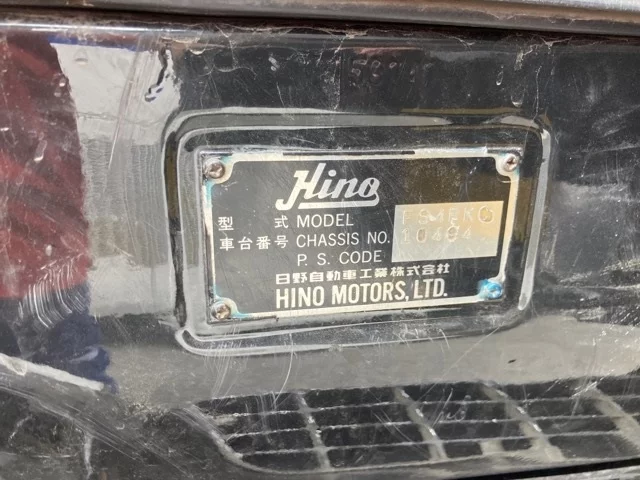 Hino
型式 MODEL
車台番号 CHASSIS NO. 10404
P. S. CODE
日野自動車工業株式会社
HINO MOTORS, LTD.